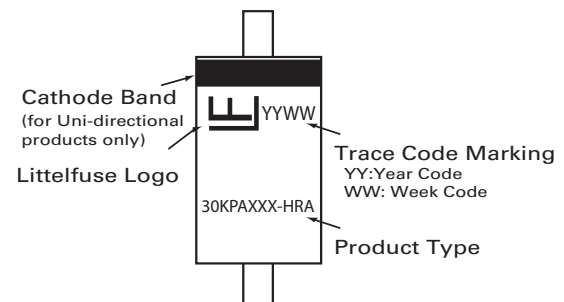 Cathode Band
(for Uni-directional
products only)
Littelfuse Logo
YYWW
Trace Code Marking
YY:Year Code
WW: Week Code
30KPAXXX-HRA
Product Type